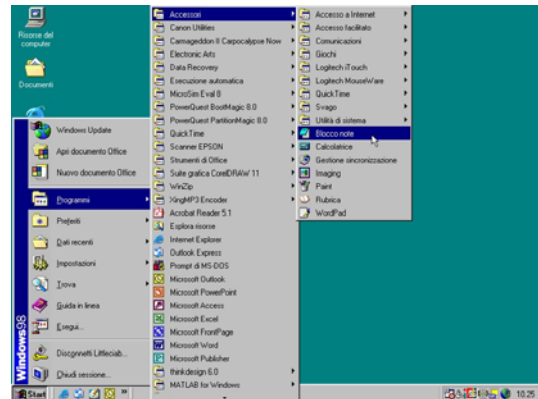 Risorse del
computer
Documenti
Windows Update
Apri documento Office
Nuovo documento Office
Programmi
Preferiti
Dati recenti
Impostazioni
Trova
Guida in linea
Esegui...
Disconnetti Littleciab...
Chiudi sessione...
Windows98
Accessori
Canon Utilities
Carmageddon II Carpocalypse Now
Electronic Arts
Data Recovery
Esecuzione automatica
MicroSim Eval 8
PowerQuest BootMagic 8.0
PowerQuest PartitionMagic 8.0
QuickTime
Scanner EPSON
Strumenti di Office
Suite grafica CorelDRAW 11
WinZip
XingMP3 Encoder
Acrobat Reader 5.1
Esplora risorse
Internet Explorer
Outlook Express
Prompt di MS-DOS
Microsoft Outlook
Microsoft PowerPoint
Microsoft Access
Microsoft Excel
Microsoft FrontPage
Microsoft Word
Microsoft Publisher
thinkdesign 6.0
MATLAB for Windows
Accesso a Internet
Accesso facilitato
Comunicazioni
Giochi
Logitech iTouch
Logitech MouseWare
QuickTime
Svago
Utilità di sistema
Blocco note
Calcolatrice
Gestione sincronizzazione
Imaging
Paint
Rubrica
WordPad
Start
10.25